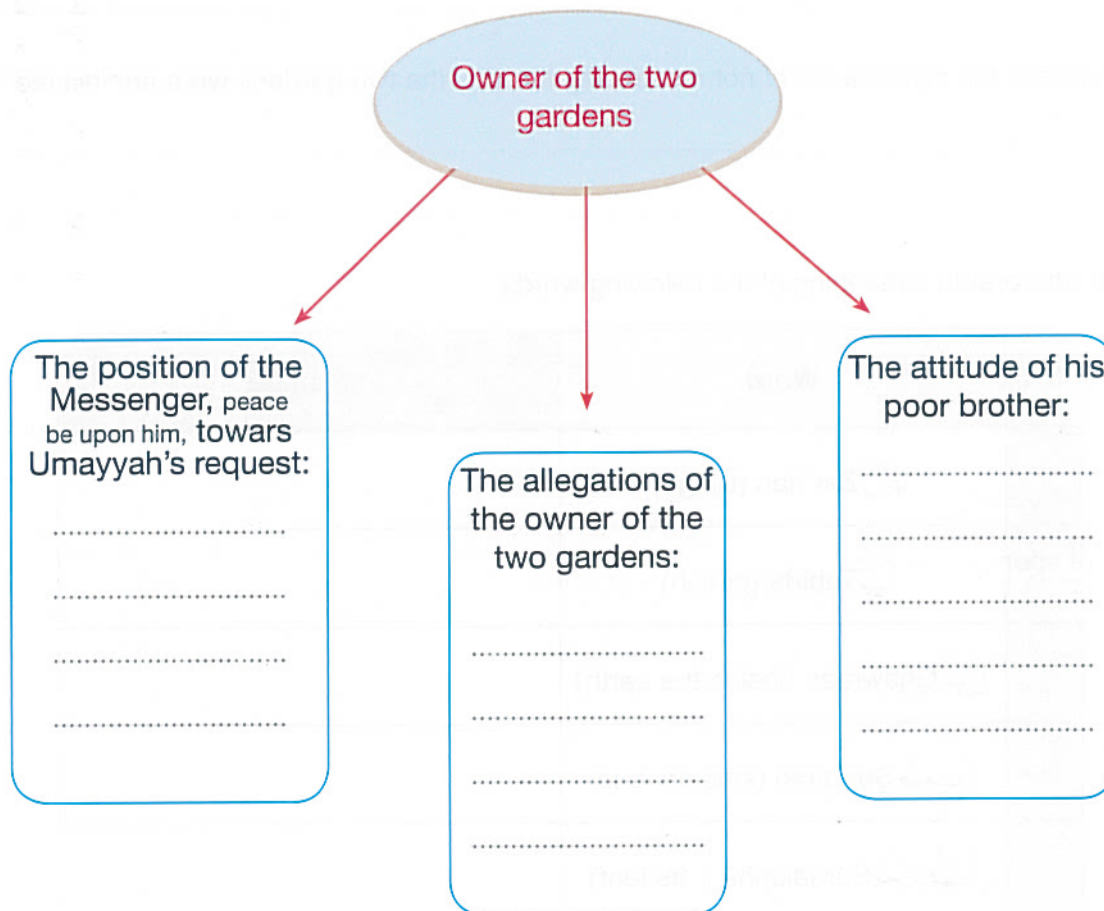 Owner of the two
gardens
The position of the
Messenger, peace
be upon him, towars
Umayyah's request:
The allegations of
the owner of the
two gardens:
The attitude of his
poor brother: